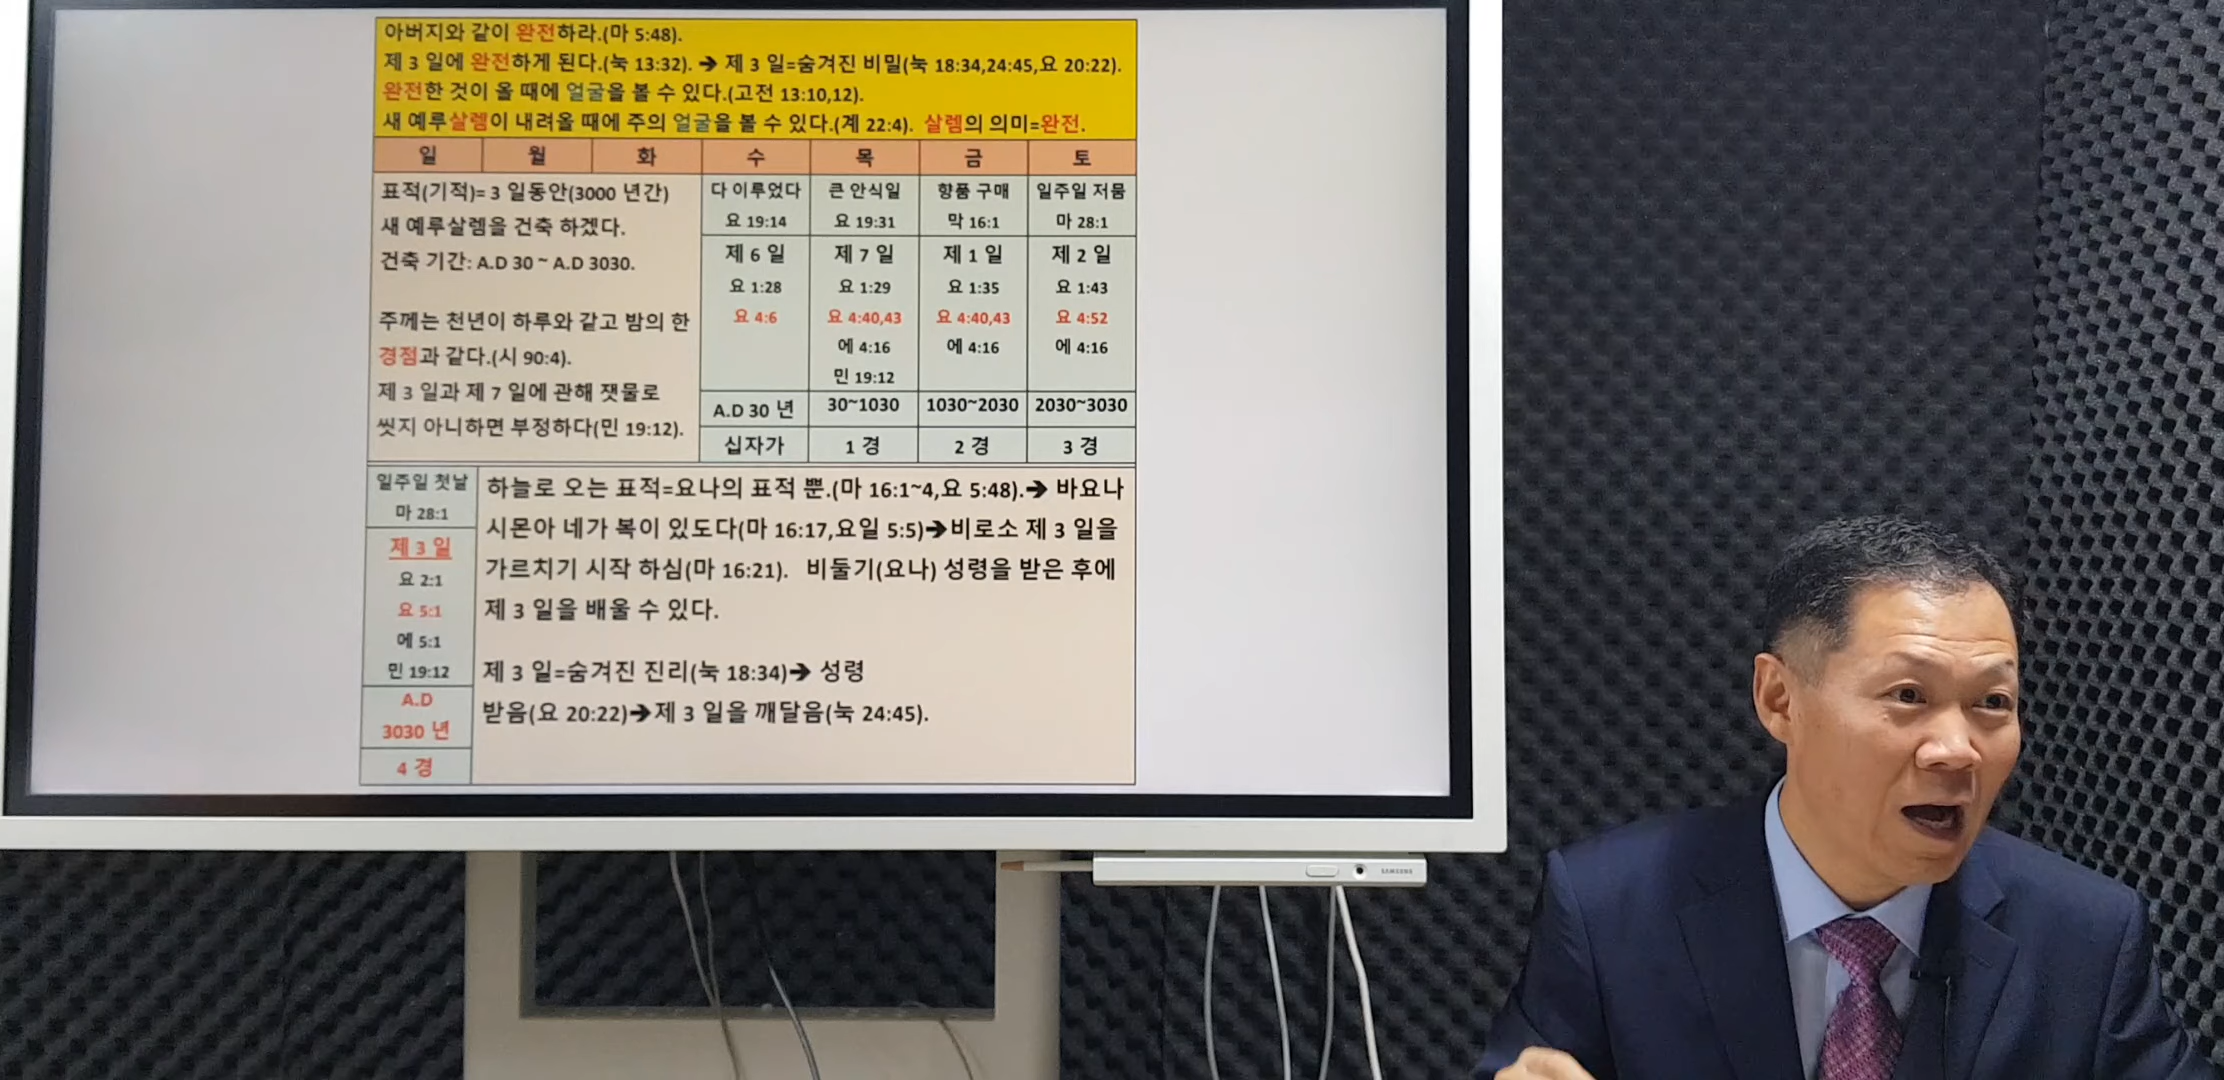 아버지와 같이 완전하라.(마 5:48).
제 3 일에 완전하게 된다.(눅 13:32). ➔ 제 3 일=숨겨진 비밀(눅 18:34,24:45,요 20:22).
완전한 것이 올 때에 얼굴을 볼 수 있다.(고전 13:10,12).
새 예루살렘이 내려올 때에 주의 얼굴을 볼 수 있다.(계 22:4). 살렘의 의미=완전.
일 월 화 수 목 금 토
표적(기적)= 3 일동안(3000 년간)
새 예루살렘을 건축 하겠다.
건축 기간: A.D 30 ~ A.D 3030.
주께는 천년이 하루와 같고 밤의 한
경점과 같다.(시 90:4).
제 3 일과 제 7 일에 관해 잿물로
씻지 아니하면 부정하다(민 19:12).
다 이루었다 큰 안식일 향품 구매 일주일 저뭄
요 19:14 요 19:31 막 16:1 마 28:1
제 6 일 제 7 일 제 1 일 제 2 일
요 1:28 요 1:29 요 1:35 요 1:43
요 4:6 요 4:40,43 요 4:40,43 요 4:52
에 4:16 에 4:16 에 4:16
민 19:12
A.D 30 년 30~1030 1030~2030 2030~3030
십자가 1 경 2 경 3 경
일주일 첫날
마 28:1
제 3 일
요 2:1
요 5:1
에 5:1
민 19:12
A.D
3030 년
4 경
하늘로 오는 표적=요나의 표적 뿐.(마 16:1~4,요 5:48).➔ 바요나
시몬아 네가 복이 있도다(마 16:17,요일 5:5)➔비로소 제 3 일을
가르치기 시작 하심(마 16:21). 비둘기(요나) 성령을 받은 후에
제 3 일을 배울 수 있다.
제 3 일=숨겨진 진리(눅 18:34)➔ 성령
받음(요 20:22)➔제 3 일을 깨달음(눅 24:45).
SAMSUNG